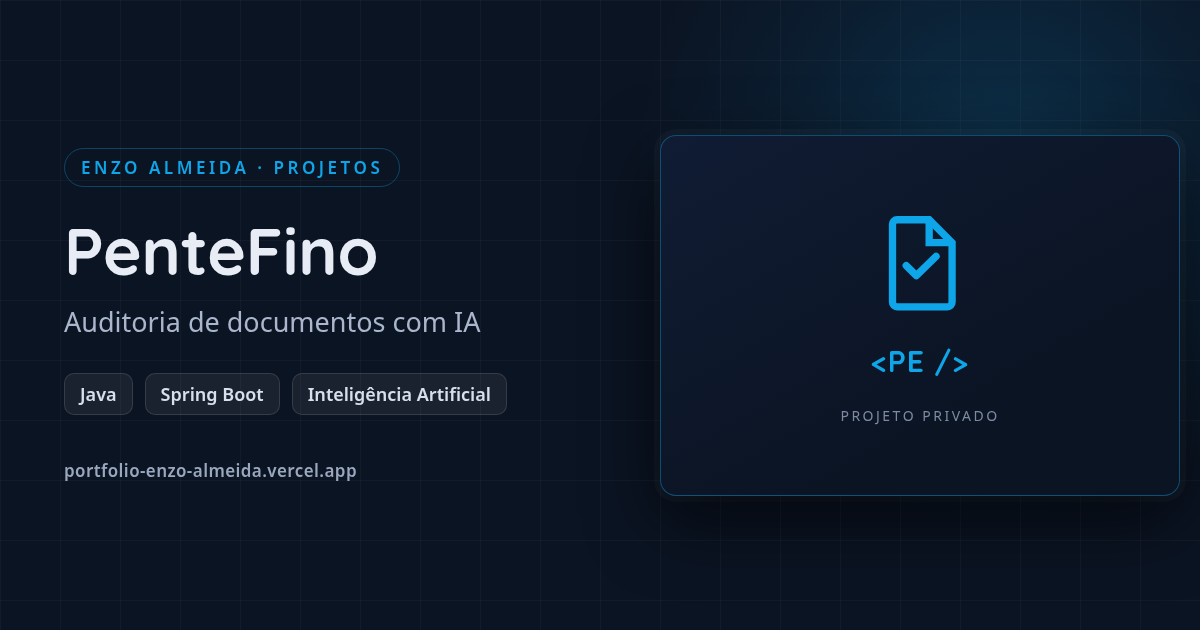 ENZO ALMEIDA · PROJETOS
PenteFino
Auditoria de documentos com IA
Java
Spring Boot
Inteligência Artificial
portfolio-enzo-almeida.vercel.app
<PE />
PROJETO PRIVADO